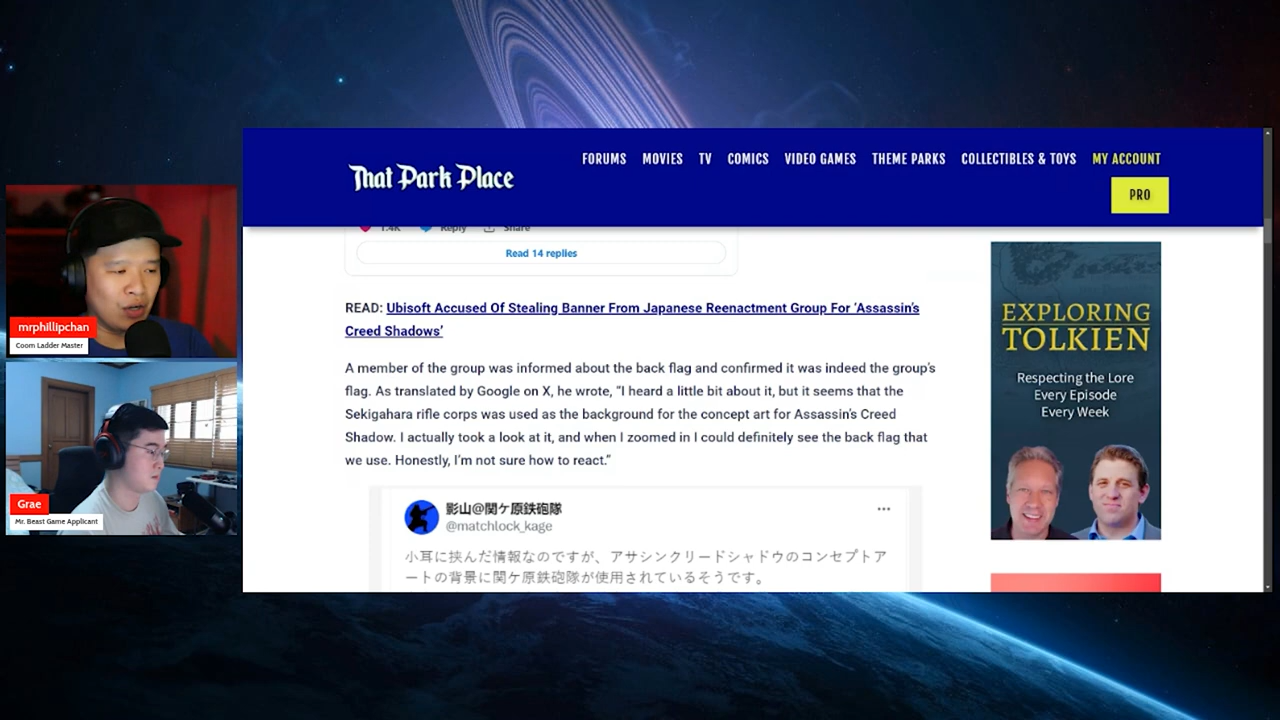 That Park Place
FORUMS MOVIES TV COMICS VIDEO GAMES THEME PARKS COLLECTIBLES & TOYS MY ACCOUNT
PRO
1.4K Reply Share
Read 14 replies
READ: Ubisoft Accused Of Stealing Banner From Japanese Reenactment Group For ‘Assassin’s
Creed Shadows’
A member of the group was informed about the back flag and confirmed it was indeed the group’s
flag. As translated by Google on X, he wrote, “I heard a little bit about it, but it seems that the
Sekigahara rifle corps was used as the background for the concept art for Assassin’s Creed
Shadow. I actually took a look at it, and when I zoomed in I could definitely see the back flag that
we use. Honestly, I’m not sure how to react.”
影山@関ケ原鉄砲隊
@matchlock_kage
小耳に挟んだ情報なのですが、アサシンクリードシャドウのコンセプトア
ートの背景に関ケ原鉄砲隊が使用されているそうです。
EXPLORING
TOLKIEN
Respecting the Lore
Every Episode
Every Week
mrphillipchan
Coom Ladder Master
Grae
Mr. Beast Game Applicant